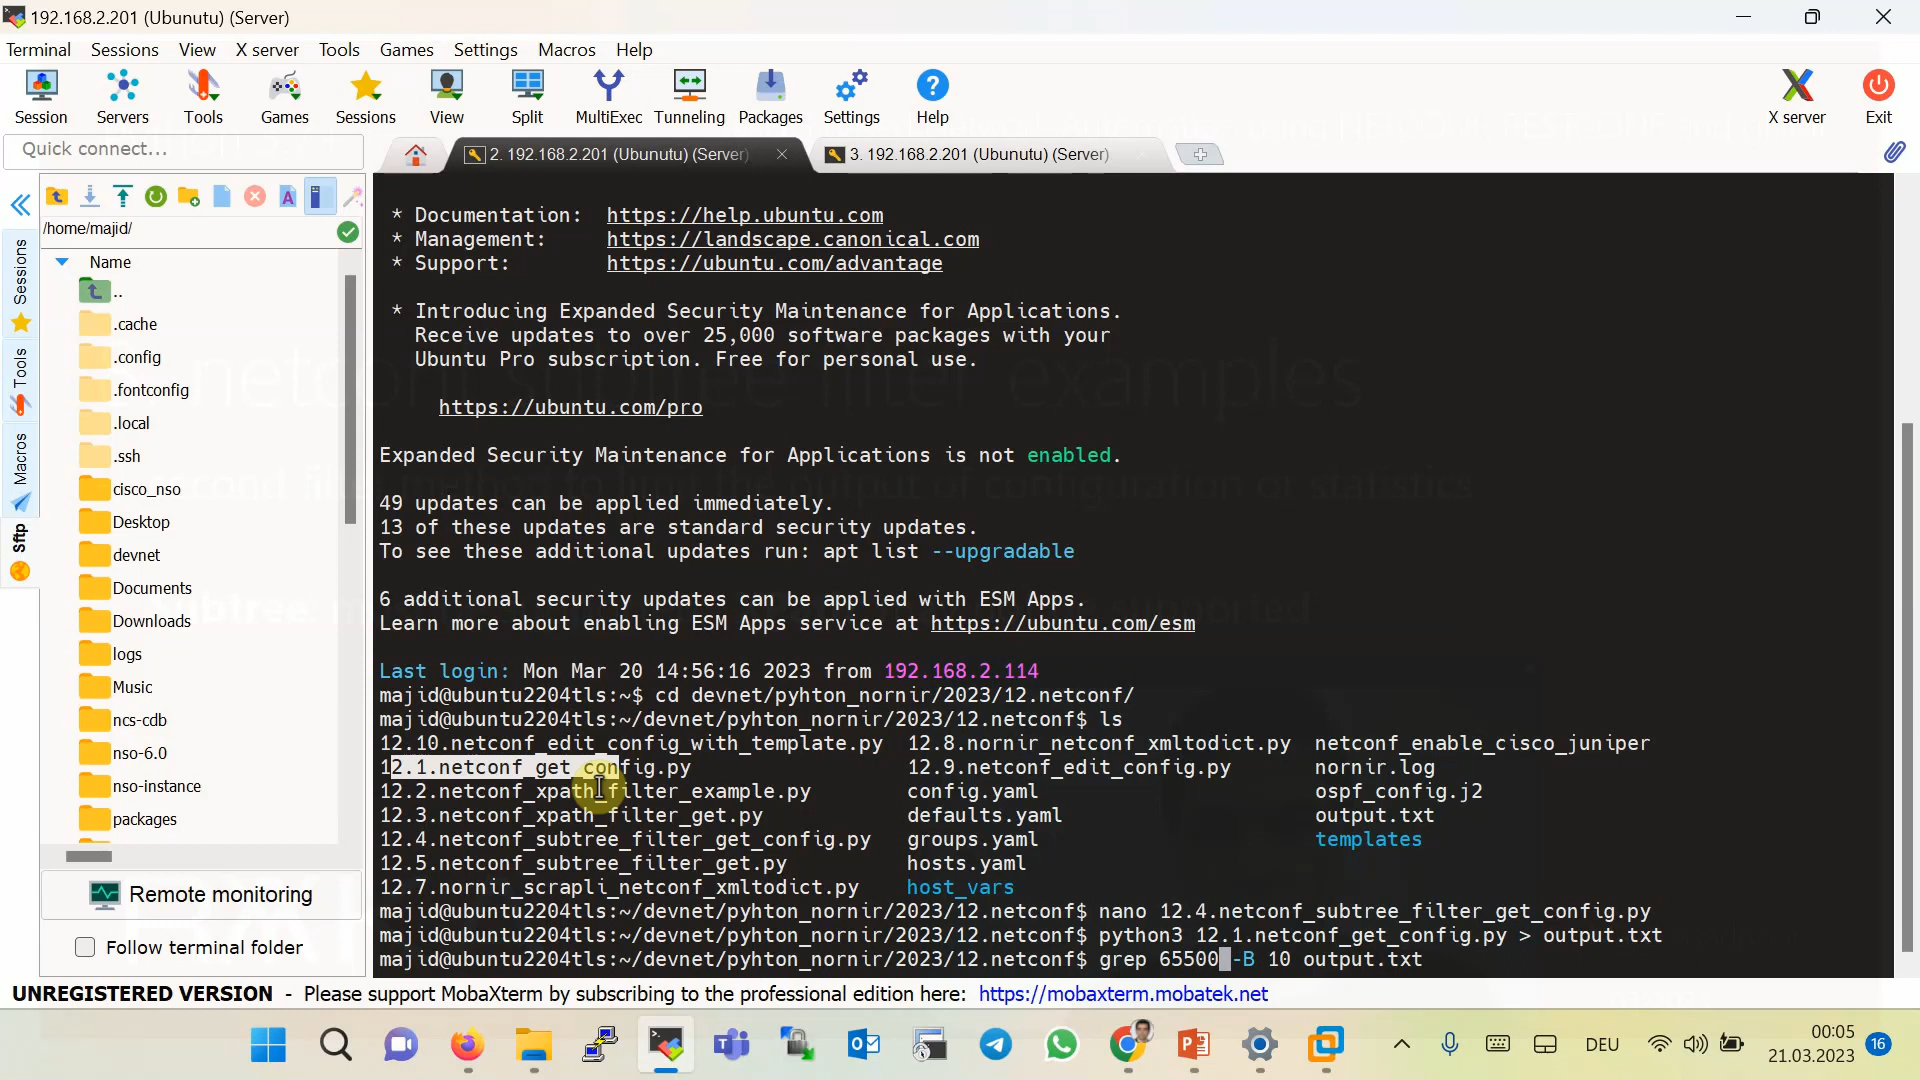 192.168.2.201 (Ubunutu) (Server)
Terminal Sessions View X server Tools Games Settings Macros Help
Session Servers Tools Games Sessions View Split MultiExec Tunneling Packages Settings Help X server Exit
Quick connect...
2. 192.168.2.201 (Ubunutu) (Server)
3. 192.168.2.201 (Ubunutu) (Server)
/home/majid/
Name
..
.cache
.config
.fontconfig
.local
.ssh
cisco_nso
Desktop
devnet
Documents
Downloads
logs
Music
ncs-cdb
nso-6.0
nso-instance
packages
Sessions
Tools
Macros
Sftp
Remote monitoring
Follow terminal folder
* Documentation: https://help.ubuntu.com
* Management: https://landscape.canonical.com
* Support: https://ubuntu.com/advantage
* Introducing Expanded Security Maintenance for Applications.
Receive updates to over 25,000 software packages with your
Ubuntu Pro subscription. Free for personal use.
https://ubuntu.com/pro
Expanded Security Maintenance for Applications is not enabled.
49 updates can be applied immediately.
13 of these updates are standard security updates.
To see these additional updates run: apt list --upgradable
6 additional security updates can be applied with ESM Apps.
Learn more about enabling ESM Apps service at https://ubuntu.com/esm
Last login: Mon Mar 20 14:56:16 2023 from 192.168.2.114
majid@ubuntu2204tls:~$ cd devnet/pyhton_nornir/2023/12.netconf/
majid@ubuntu2204tls:~/devnet/pyhton_nornir/2023/12.netconf$ ls
12.10.netconf_edit_config_with_template.py 12.8.nornir_netconf_xmltodict.py netconf_enable_cisco_juniper
12.1.netconf_get_config.py 12.9.netconf_edit_config.py nornir.log
12.2.netconf_xpath_filter_example.py config.yaml ospf_config.j2
12.3.netconf_xpath_filter_get.py defaults.yaml output.txt
12.4.netconf_subtree_filter_get_config.py groups.yaml templates
12.5.netconf_subtree_filter_get.py hosts.yaml
12.7.nornir_scrapli_netconf_xmltodict.py host_vars
majid@ubuntu2204tls:~/devnet/pyhton_nornir/2023/12.netconf$ nano 12.4.netconf_subtree_filter_get_config.py
majid@ubuntu2204tls:~/devnet/pyhton_nornir/2023/12.netconf$ python3 12.1.netconf_get_config.py > output.txt
majid@ubuntu2204tls:~/devnet/pyhton_nornir/2023/12.netconf$ grep 65500 -B 10 output.txt
netconf subtree filter examples
UNREGISTERED VERSION - Please support MobaXterm by subscribing to the professional edition here: https://mobaxterm.mobatek.net
DEU
00:05
21.03.2023
16